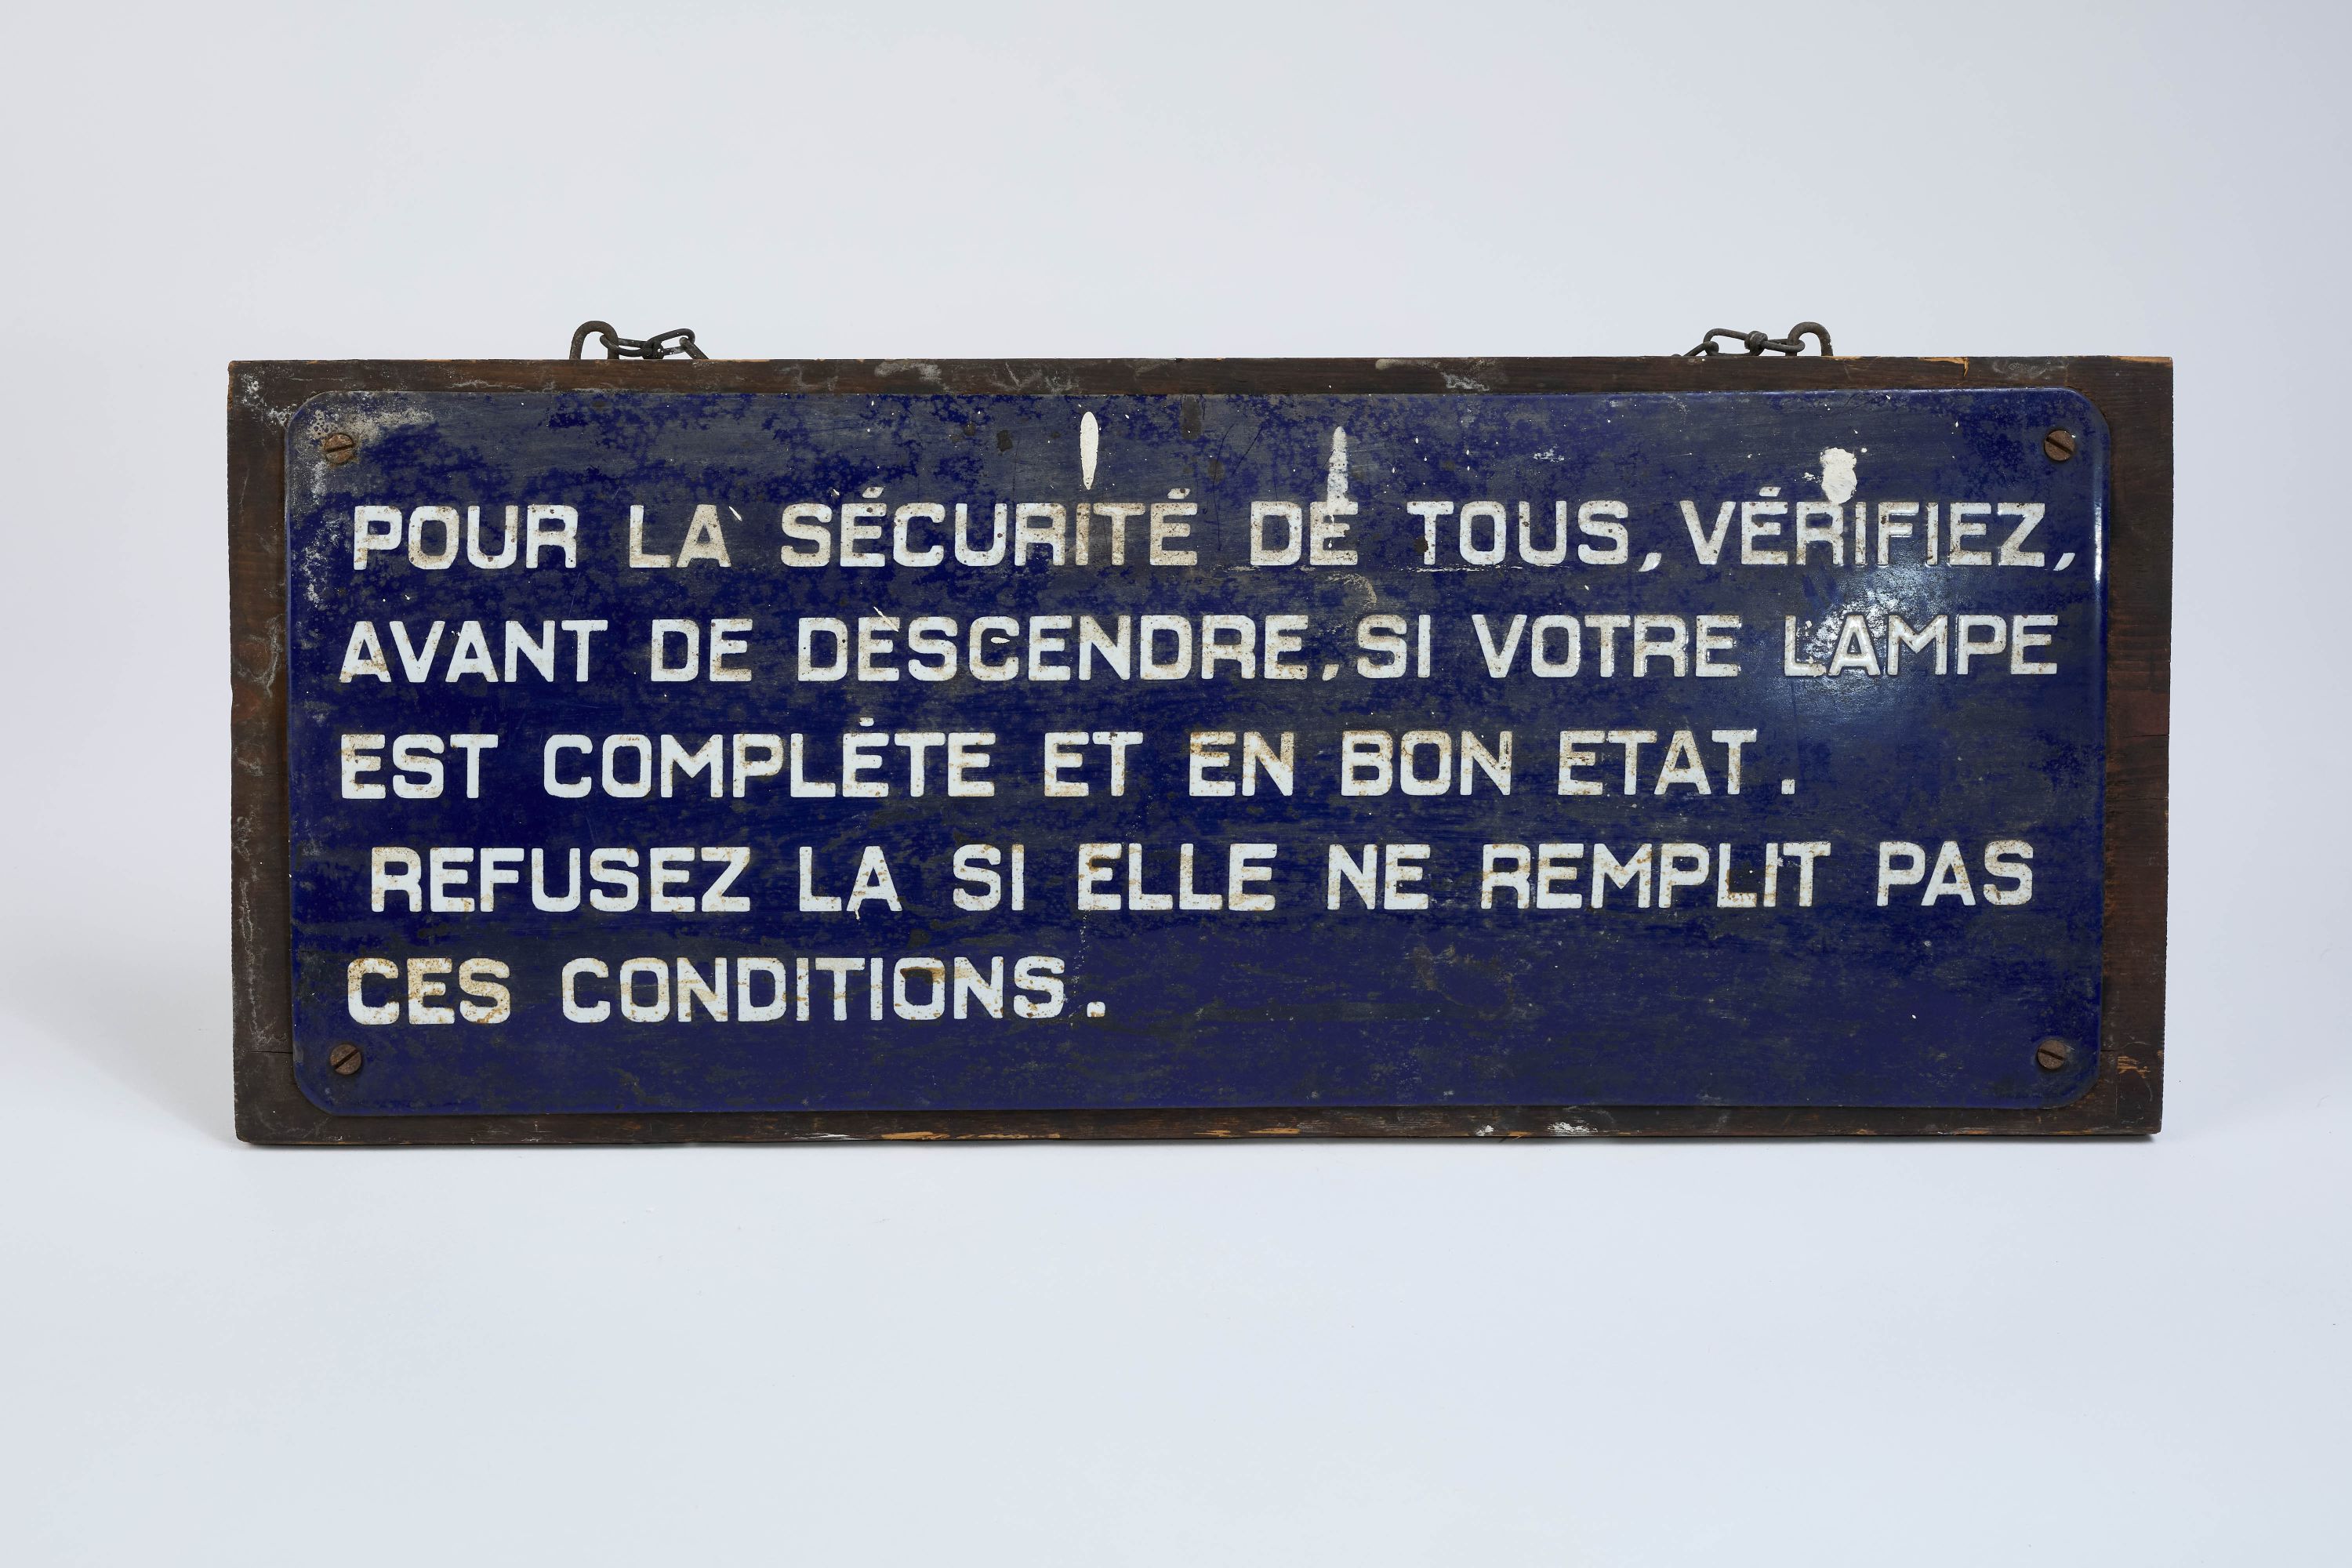 POUR LA SÉCURITÉ DE TOUS, VÉRIFIEZ,
AVANT DE DESCENDRE, SI VOTRE LAMPE
EST COMPLÈTE ET EN BON ETAT.
REFUSEZ LA SI ELLE NE REMPLIT PAS
CES CONDITIONS.